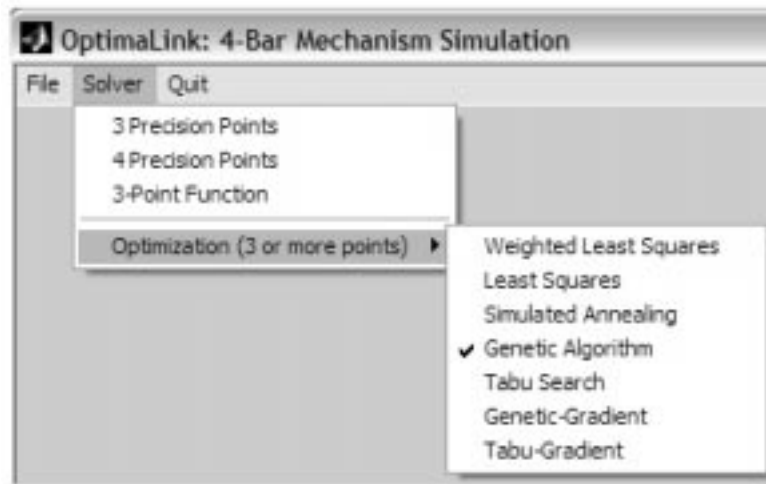 OptimaLink: 4-Bar Mechanism Simulation
File Solver Quit
3 Precision Points
4 Precision Points
3-Point Function
Optimization (3 or more points)
Weighted Least Squares
Least Squares
Simulated Annealing
Genetic Algorithm
Tabu Search
Genetic-Gradient
Tabu-Gradient